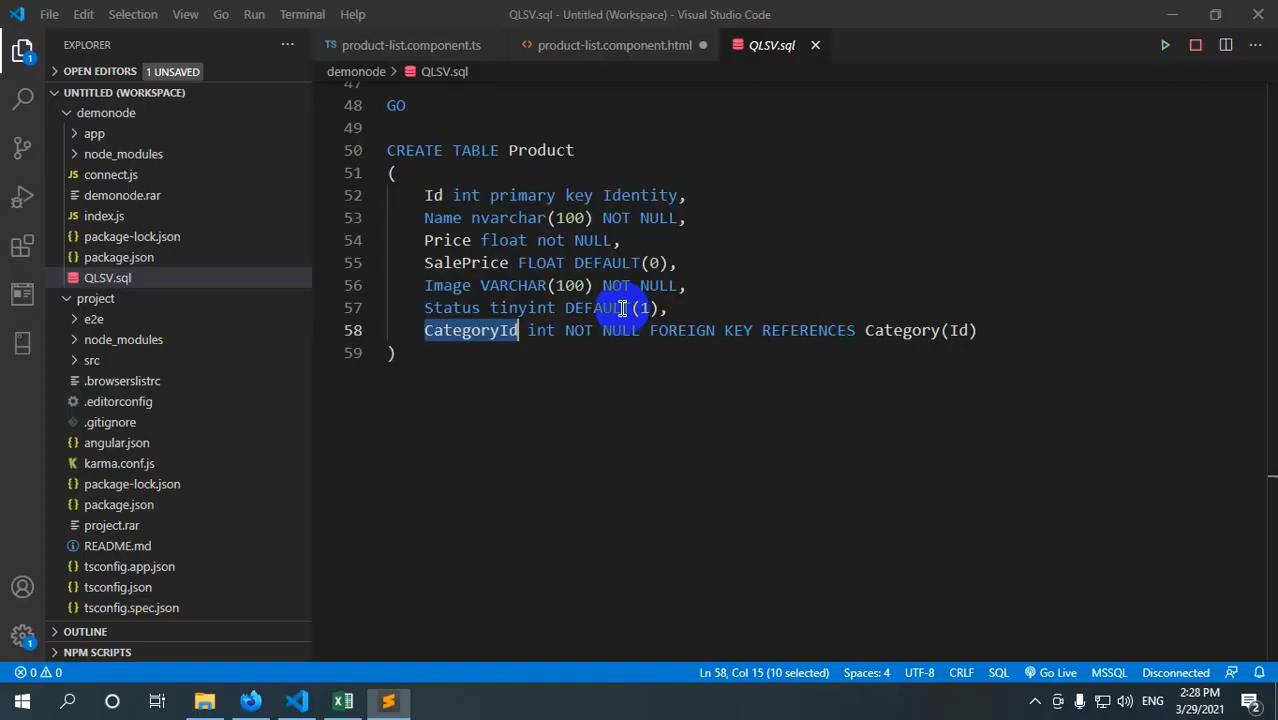 File Edit Selection View Go Run Terminal Help QLSV.sql - Untitled (Workspace) - Visual Studio Code
EXPLORER product-list.component.ts product-list.component.html QLSV.sql
OPEN EDITORS 1 UNSAVED demonode > QLSV.sql
UNTITLED (WORKSPACE)
demonode
app
node_modules
connect.js
demonode.rar
index.js
package-lock.json
package.json
QLSV.sql
project
e2e
node_modules
src
.browserslistrc
.editorconfig
.gitignore
angular.json
karma.conf.js
package-lock.json
package.json
project.rar
README.md
tsconfig.app.json
tsconfig.json
tsconfig.spec.json
OUTLINE
NPM SCRIPTS
1
1
47
48 GO
49
50 CREATE TABLE Product
51 (
52 Id int primary key Identity,
53 Name nvarchar(100) NOT NULL,
54 Price float not NULL,
55 SalePrice FLOAT DEFAULT(0),
56 Image VARCHAR(100) NOT NULL,
57 Status tinyint DEFAULT(1),
58 CategoryId int NOT NULL FOREIGN KEY REFERENCES Category(Id)
59 )
0 0 Ln 58, Col 15 (10 selected) Spaces: 4 UTF-8 CRLF SQL Go Live MSSQL Disconnected
ENG 2:28 PM
3/29/2021 2